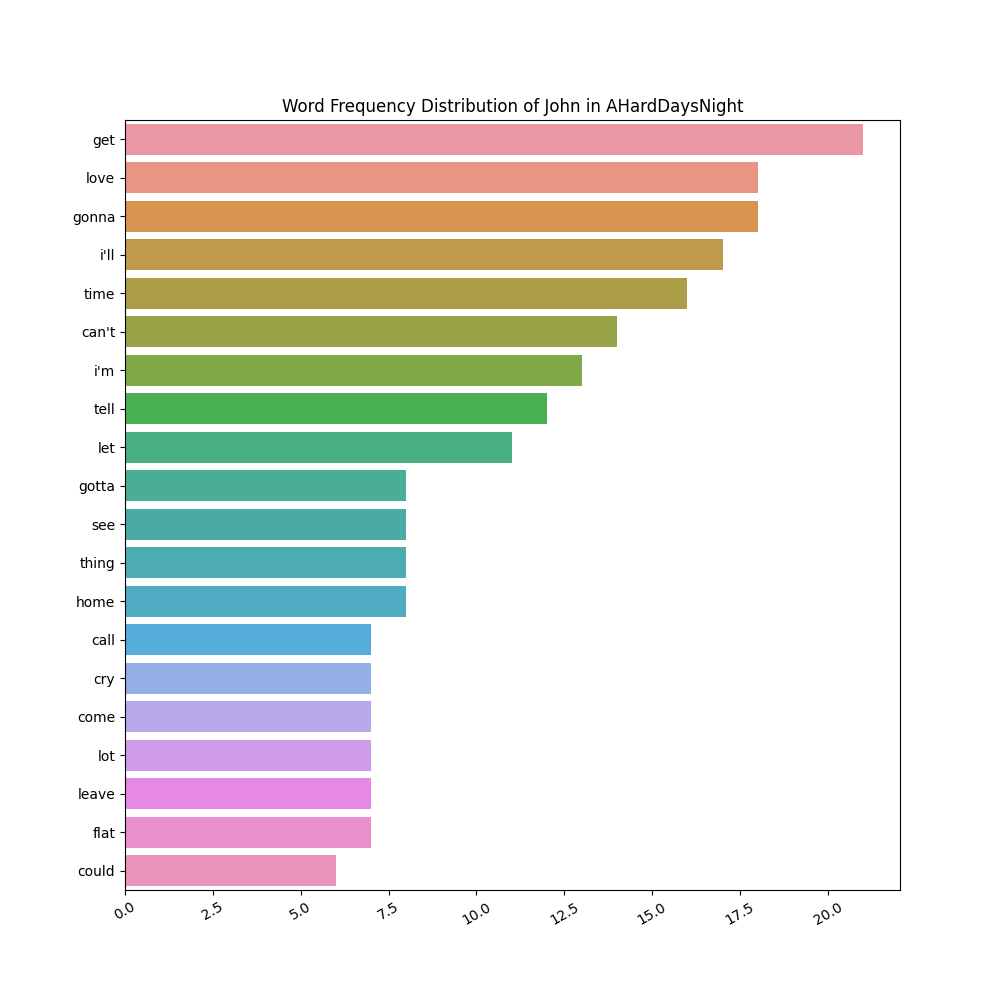 Word Frequency Distribution of John in AHardDaysNight
get
love
gonna
i'll
time
can't
i'm
tell
let
gotta
see
thing
home
call
cry
come
lot
leave
flat
could
0.0 2.5 5.0 7.5 10.0 12.5 15.0 17.5 20.0